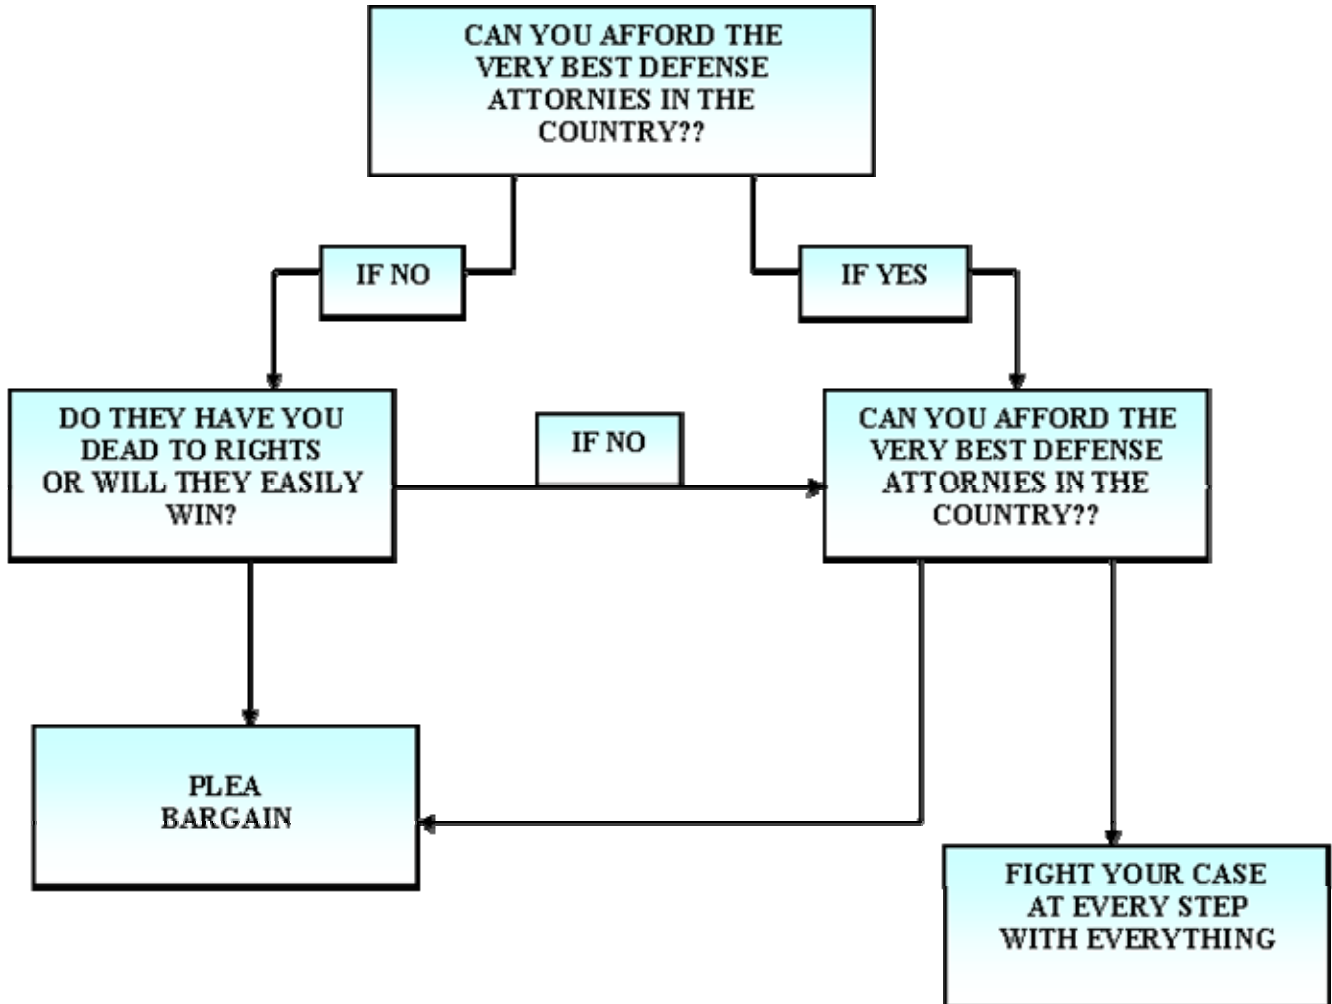 CAN YOU AFFORD THE
VERY BEST DEFENSE
ATTORNIES IN THE
COUNTRY??
IF NO
IF YES
DO THEY HAVE YOU
DEAD TO RIGHTS
OR WILL THEY EASILY
WIN?
IF NO
CAN YOU AFFORD THE
VERY BEST DEFENSE
ATTORNIES IN THE
COUNTRY??
PLEA
BARGAIN
FIGHT YOUR CASE
AT EVERY STEP
WITH EVERYTHING